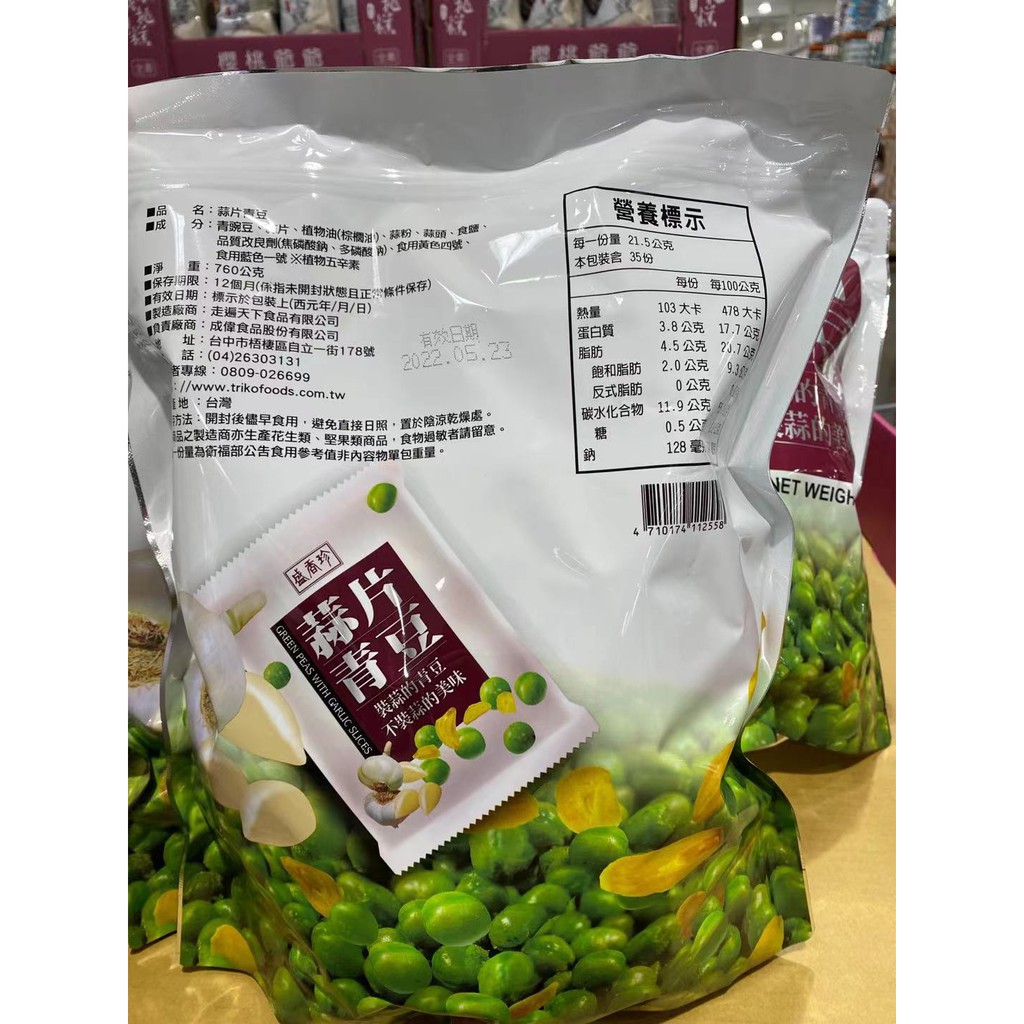 櫻桃爺爺
■品 名：蒜片青豆
■成 分：青豌豆、片、植物油(棕櫚油)、蒜粉、蒜頭、食鹽、
品質改良劑(焦磷酸鈉、多磷酸鈉)、食用黃色四號、
食用藍色一號 ※植物五辛素
■淨 重：760公克
■保存期限：12個月(係指未開封狀態且正常條件保存)
■有效日期：標示於包裝上(西元年/月/日)
■製造廠商：走遍天下食品有限公司
■負責廠商：成偉食品股份有限公司
址：台中市梧棲區自立一街178號
話：(04)26303131
者專線：0809-026699
://www.trikofoods.com.tw
地：台灣
方法：開封後儘早食用，避免直接日照，置於陰涼乾燥處。
品之製造商亦生產花生類、堅果類商品，食物過敏者請留意。
份量為衛福部公告食用參考值非內容物單包重量。
有效日期
2022.05.23
營養標示
每一份量 21.5公克
本包裝含 35份
每份 每100公克
熱量 103 大卡 478 大卡
蛋白質 3.8 公克 17.7 公克
脂肪 4.5 公克 20.7 公克
飽和脂肪 2.0 公克 9.3
反式脂肪 0 公克
碳水化合物 11.9 公克
糖 0.5 公
鈉 128 毫
4 710174 112558
NET WEIGH
盛香珍
蒜片
青豆
GREEN PEAS WITH GARLIC SLICES
裝蒜的青豆
不裝蒜的美味